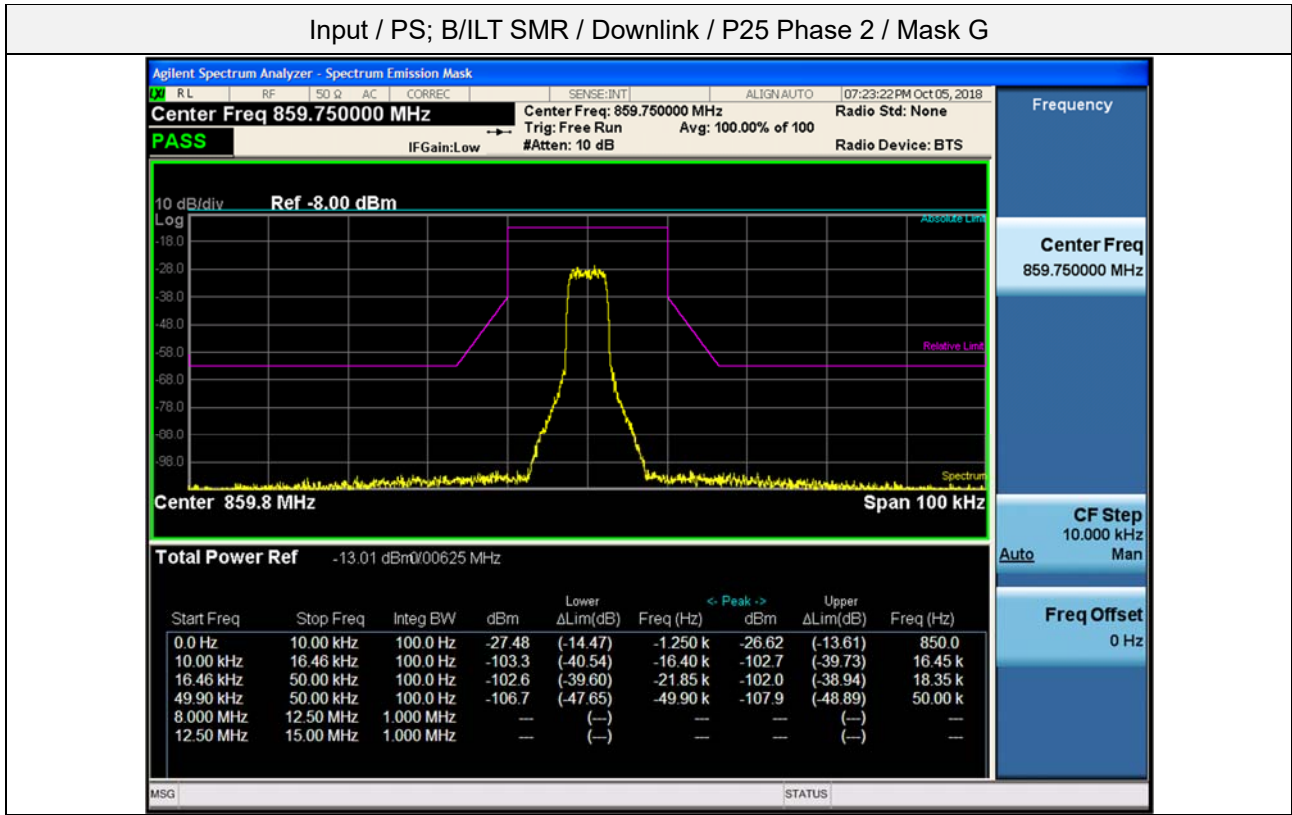 Input / PS; B/ILT SMR / Downlink / P25 Phase 2 / Mask G
Agilent Spectrum Analyzer - Spectrum Emission Mask
LXI RL RF 50 Ω AC CORREC SENSE:INT ALIGNAUTO 07:23:22 PM Oct 05, 2018
Center Freq 859.750000 MHz
Center Freq: 859.750000 MHz Radio Std: None
Trig: Free Run Avg: 100.00% of 100
PASS
IFGain:Low #Atten: 10 dB Radio Device: BTS
Frequency
10 dB/div Ref -8.00 dBm
Log
Absolute Limit
-18.0
-28.0
-38.0
-48.0
-58.0
Relative Limit
-68.0
-78.0
-88.0
-98.0
Spectrum
Center 859.8 MHz Span 100 kHz
Center Freq
859.750000 MHz
CF Step
10.000 kHz
Auto Man
Freq Offset
0 Hz
Total Power Ref -13.01 dBm/0.00625 MHz
Lower <- Peak -> Upper
Start Freq Stop Freq Integ BW dBm ΔLim(dB) Freq (Hz) dBm ΔLim(dB) Freq (Hz)
0.0 Hz 10.00 kHz 100.0 Hz -27.48 (-14.47) -1.250 k -26.62 (-13.61) 850.0
10.00 kHz 16.46 kHz 100.0 Hz -103.3 (-40.54) -16.40 k -102.7 (-39.73) 16.45 k
16.46 kHz 50.00 kHz 100.0 Hz -102.6 (-39.60) -21.85 k -102.0 (-38.94) 18.35 k
49.90 kHz 50.00 kHz 100.0 Hz -106.7 (-47.65) -49.90 k -107.9 (-48.89) 50.00 k
8.000 MHz 12.50 MHz 1.000 MHz --- (---) --- --- (---) ---
12.50 MHz 15.00 MHz 1.000 MHz --- (---) --- --- (---) ---
MSG STATUS